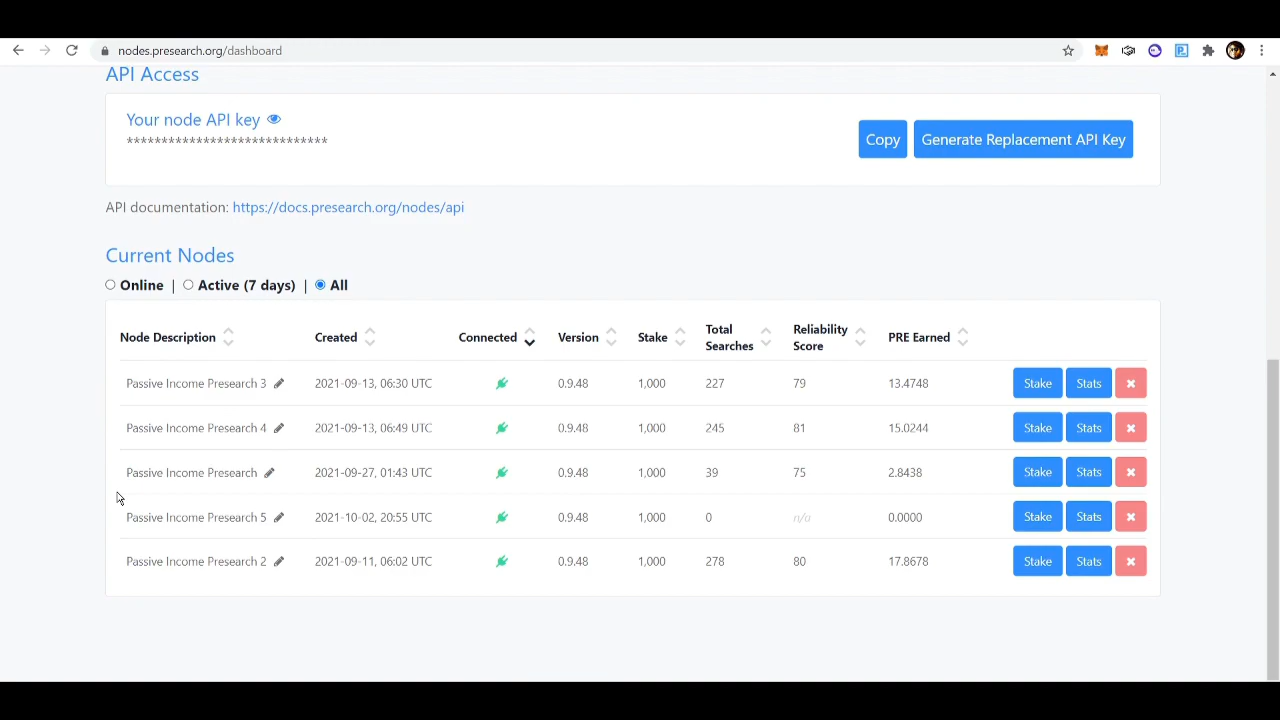 nodes.presearch.org/dashboard
API Access
Your node API key
*****************************
Copy
Generate Replacement API Key
API documentation: https://docs.presearch.org/nodes/api
Current Nodes
Online | Active (7 days) | All
Node Description Created Connected Version Stake Total Searches Reliability Score PRE Earned
Passive Income Presearch 3 2021-09-13, 06:30 UTC 0.9.48 1,000 227 79 13.4748 Stake Stats
Passive Income Presearch 4 2021-09-13, 06:49 UTC 0.9.48 1,000 245 81 15.0244 Stake Stats
Passive Income Presearch 2021-09-27, 01:43 UTC 0.9.48 1,000 39 75 2.8438 Stake Stats
Passive Income Presearch 5 2021-10-02, 20:55 UTC 0.9.48 1,000 0 n/a 0.0000 Stake Stats
Passive Income Presearch 2 2021-09-11, 06:02 UTC 0.9.48 1,000 278 80 17.8678 Stake Stats